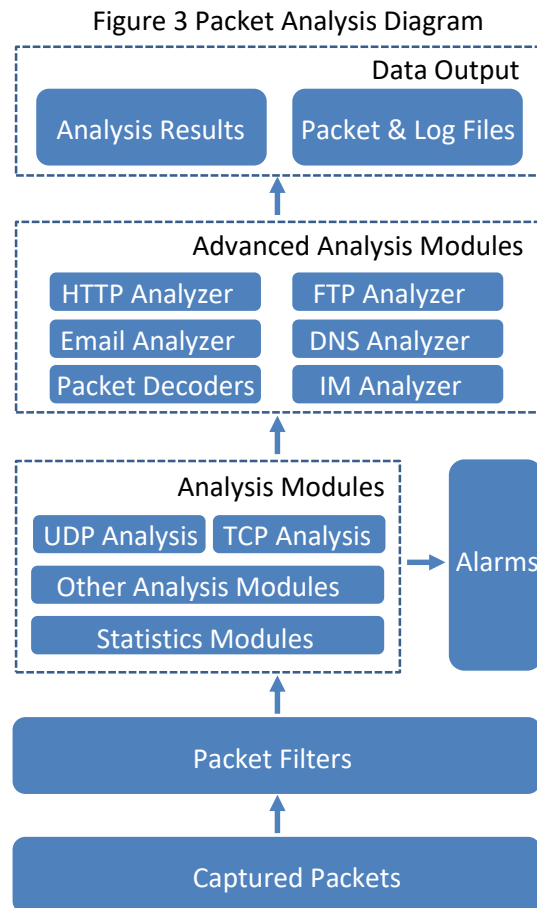 Figure 3 Packet Analysis Diagram
Data Output
Analysis Results
Packet & Log Files
Advanced Analysis Modules
HTTP Analyzer
FTP Analyzer
Email Analyzer
DNS Analyzer
Packet Decoders
IM Analyzer
Analysis Modules
UDP Analysis
TCP Analysis
Other Analysis Modules
Statistics Modules
Alarms
Packet Filters
Captured Packets